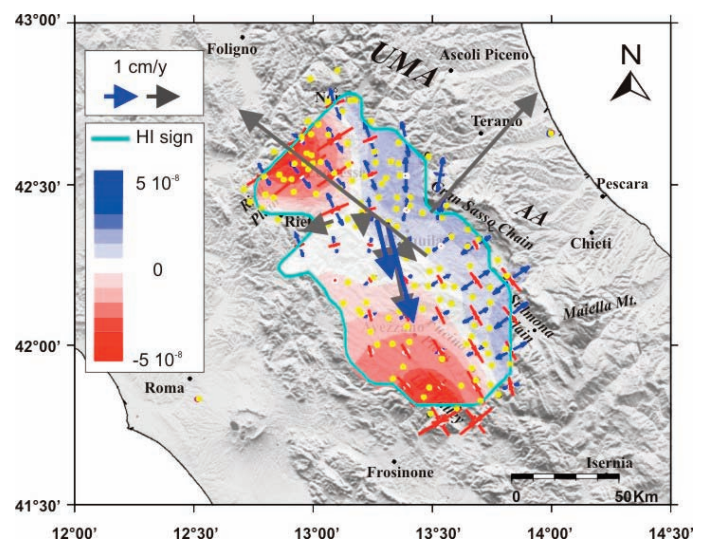 43°00'
Foligno
Ascoli Piceno
UMA
N
1 cm/y
Teramo
HI sign
5 10⁻⁸
0
-5 10⁻⁸
42°30'
Gran Sasso Chain
AA
Pescara
Chieti
Maiella Mt.
42°00'
Roma
Frosinone
Isernia
0
50Km
41°30'
12°00'
12°30'
13°00'
13°30'
14°00'
14°30'